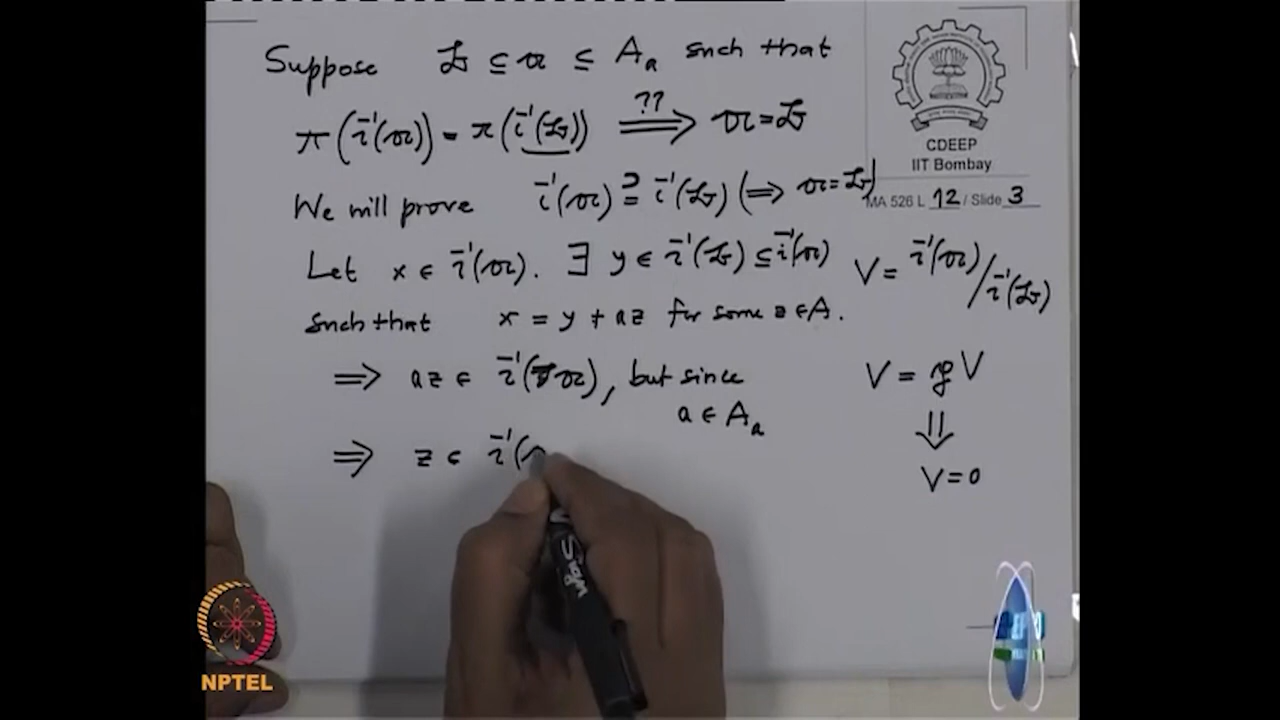 Suppose 𝔟 ⊆ 𝔞 ⊆ A_a such that
π(i⁻¹(𝔞)) = π(i⁻¹(𝔟)) ⟹ ?? 𝔞 = 𝔟
We will prove i⁻¹(𝔞) ⊇ i⁻¹(𝔟) (⟹ 𝔞 = 𝔟)
Let x ∈ i⁻¹(𝔞). ∃ y ∈ i⁻¹(𝔟) ⊆ i⁻¹(𝔞)
such that x = y + az for some z ∈ A.
⟹ az ∈ i⁻¹(𝔞), but since
a ∈ A_a
⟹ z ∈ i⁻¹(
V = i⁻¹(𝔞)/i⁻¹(𝔟)
V = 𝔭V
⇓
V = 0
CDEEP
IIT Bombay
MA 526 L 12 / Slide 3
Sign
NPTEL